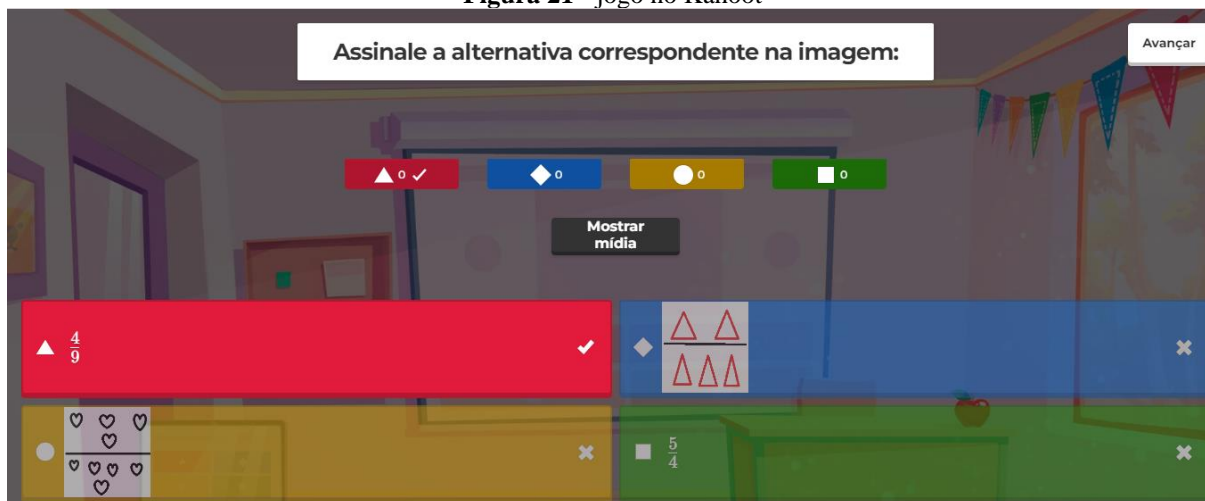 Figura 21 - jogo no Kahoot
Assinale a alternativa correspondente na imagem:
Avançar
0
0
0
0
Mostrar
mídia
4
9
5
4